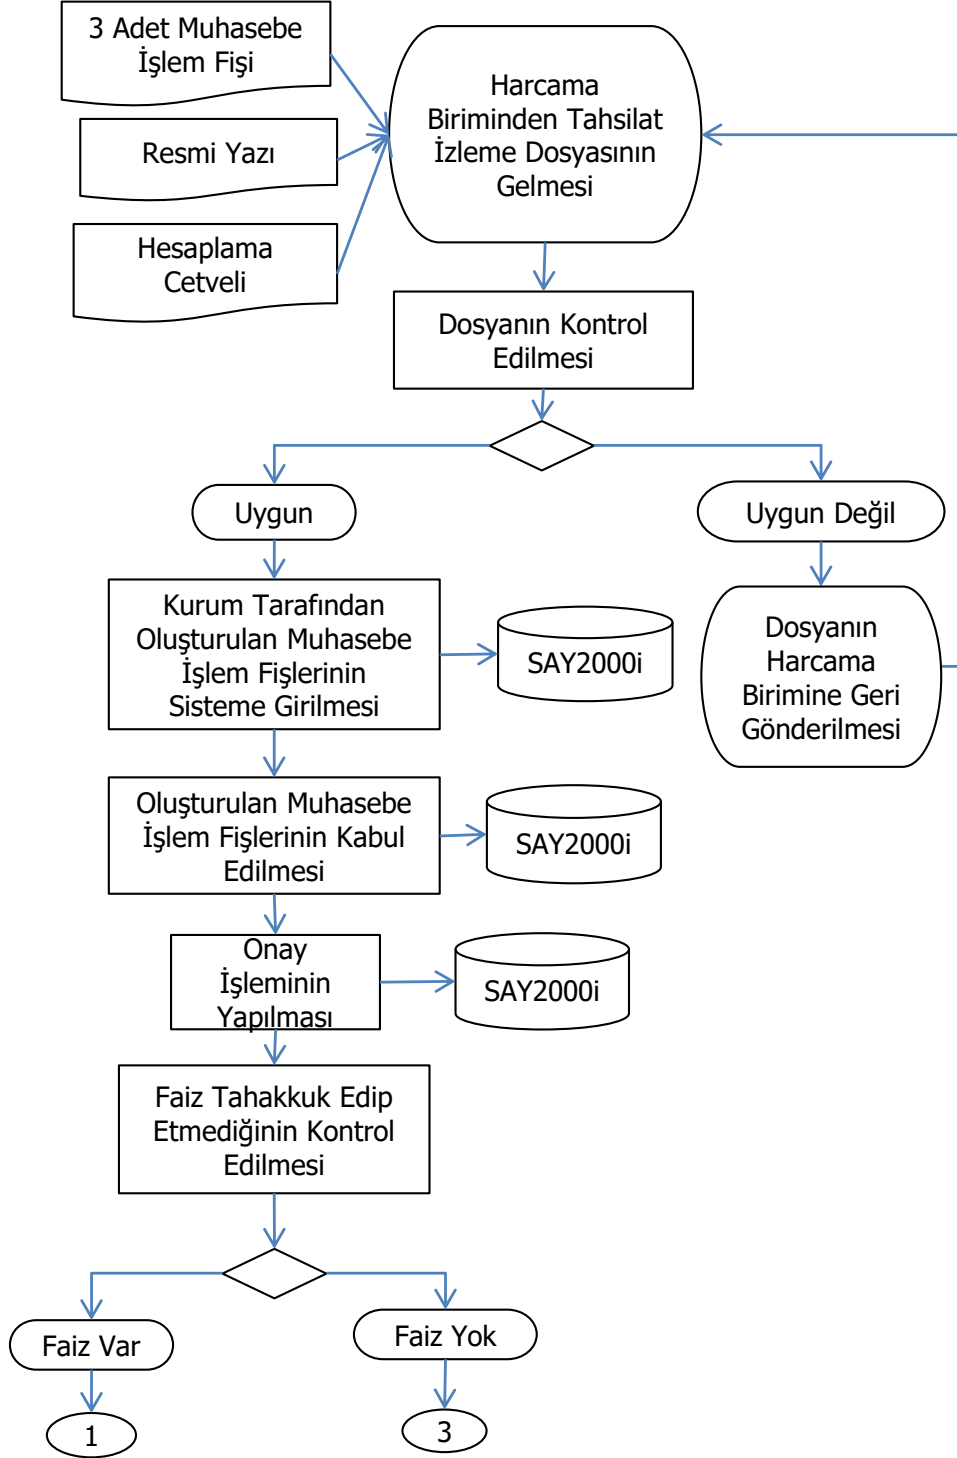 3 Adet Muhasebe
İşlem Fişi
Resmi Yazı
Hesaplama
Cetveli
Harcama
Biriminden Tahsilat
İzleme Dosyasının
Gelmesi
Dosyanın Kontrol
Edilmesi
Uygun
Uygun Değil
Kurum Tarafından
Oluşturulan Muhasebe
İşlem Fişlerinin
Sisteme Girilmesi
SAY2000i
Dosyanın
Harcama
Birimine Geri
Gönderilmesi
Oluşturulan Muhasebe
İşlem Fişlerinin Kabul
Edilmesi
SAY2000i
Onay
İşleminin
Yapılması
SAY2000i
Faiz Tahakkuk Edip
Etmediğinin Kontrol
Edilmesi
Faiz Var
Faiz Yok
1
3